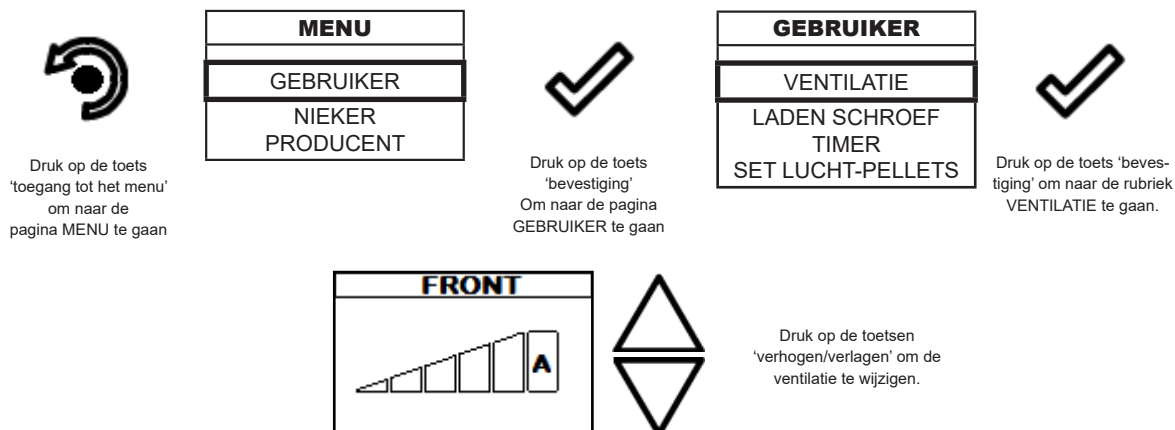 MENU
GEBRUIKER
NIEKER
PRODUCENT
Druk op de toets
‘toegang tot het menu’
om naar de
pagina MENU te gaan
Druk op de toets
‘bevestiging’
Om naar de pagina
GEBRUIKER te gaan
GEBRUIKER
VENTILATIE
LADEN SCHROEF
TIMER
SET LUCHT-PELLETS
Druk op de toets ‘beves-
tiging’ om naar de rubriek
VENTILATIE te gaan.
FRONT
A
Druk op de toetsen
‘verhogen/verlagen’ om de
ventilatie te wijzigen.